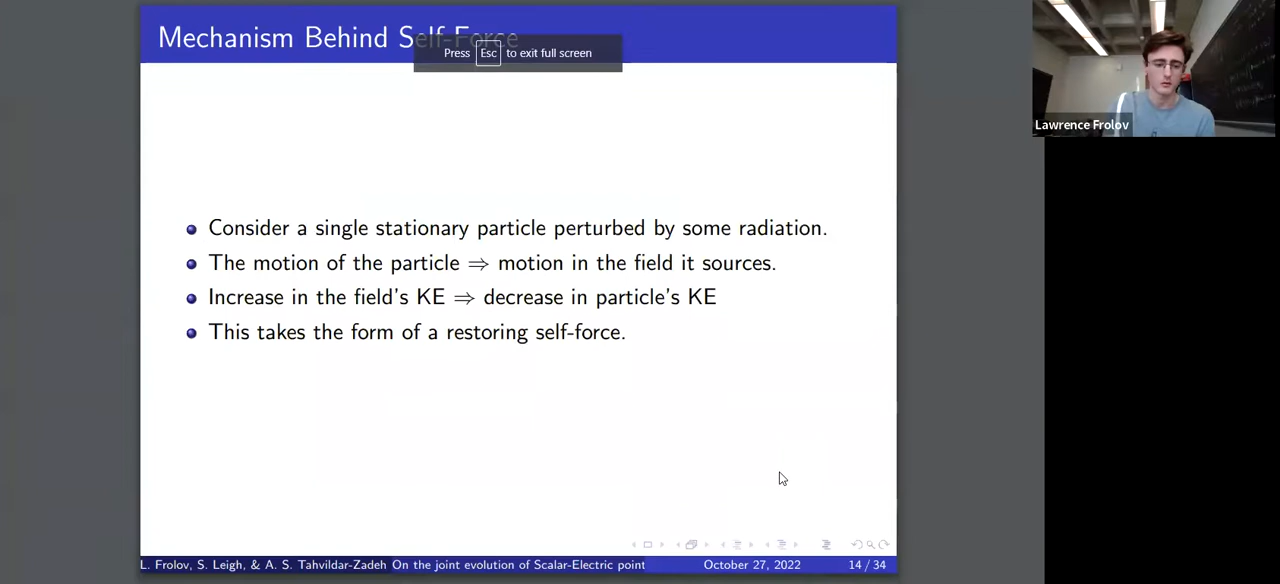 Mechanism Behind Self-Force
Press Esc to exit full screen
Lawrence Frolov
Consider a single stationary particle perturbed by some radiation.
The motion of the particle ⇒ motion in the field it sources.
Increase in the field's KE ⇒ decrease in particle's KE
This takes the form of a restoring self-force.
L. Frolov, S. Leigh, & A. S. Tahvildar-Zadeh On the joint evolution of Scalar-Electric point October 27, 2022 14 / 34